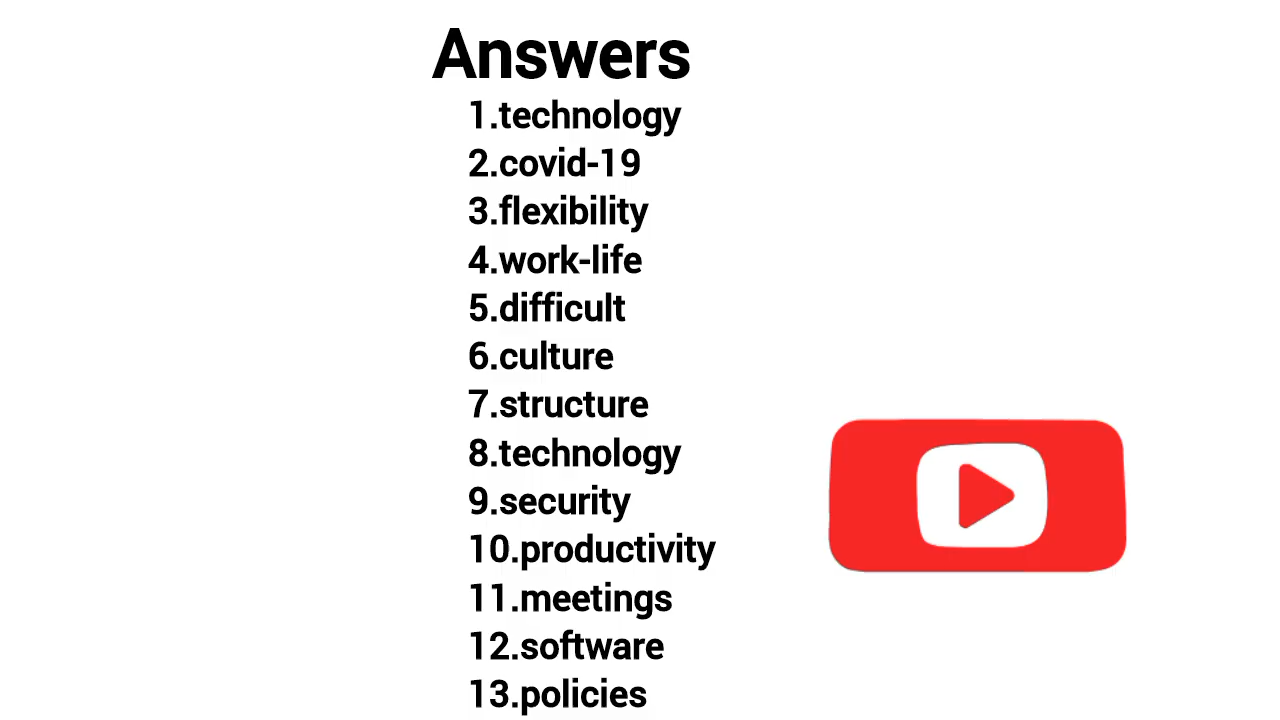 Answers
1.technology
2.covid-19
3.flexibility
4.work-life
5.difficult
6.culture
7.structure
8.technology
9.security
10.productivity
11.meetings
12.software
13.policies